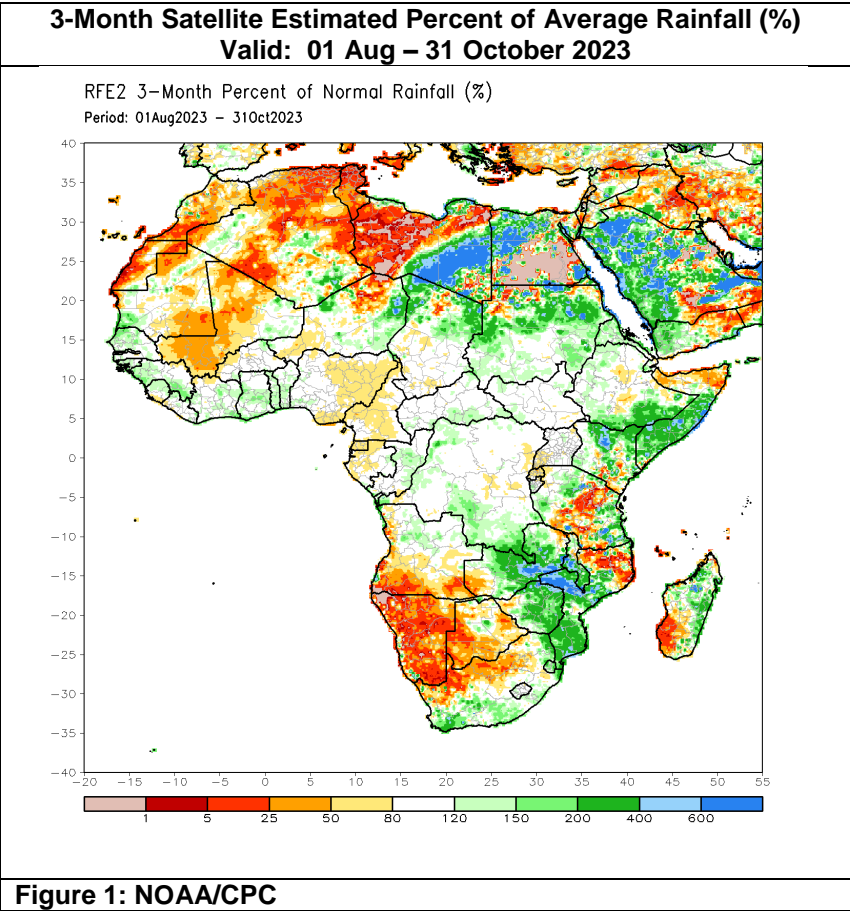 3-Month Satellite Estimated Percent of Average Rainfall (%)
Valid: 01 Aug – 31 October 2023
RFE2 3-Month Percent of Normal Rainfall (%)
Period: 01Aug2023 – 31Oct2023
40
35
30
25
20
15
10
5
0
−5
−10
−15
−20
−25
−30
−35
−40
−20 −15 −10 −5 0 5 10 15 20 25 30 35 40 45 50 55
1 5 25 50 80 120 150 200 400 600
Figure 1: NOAA/CPC